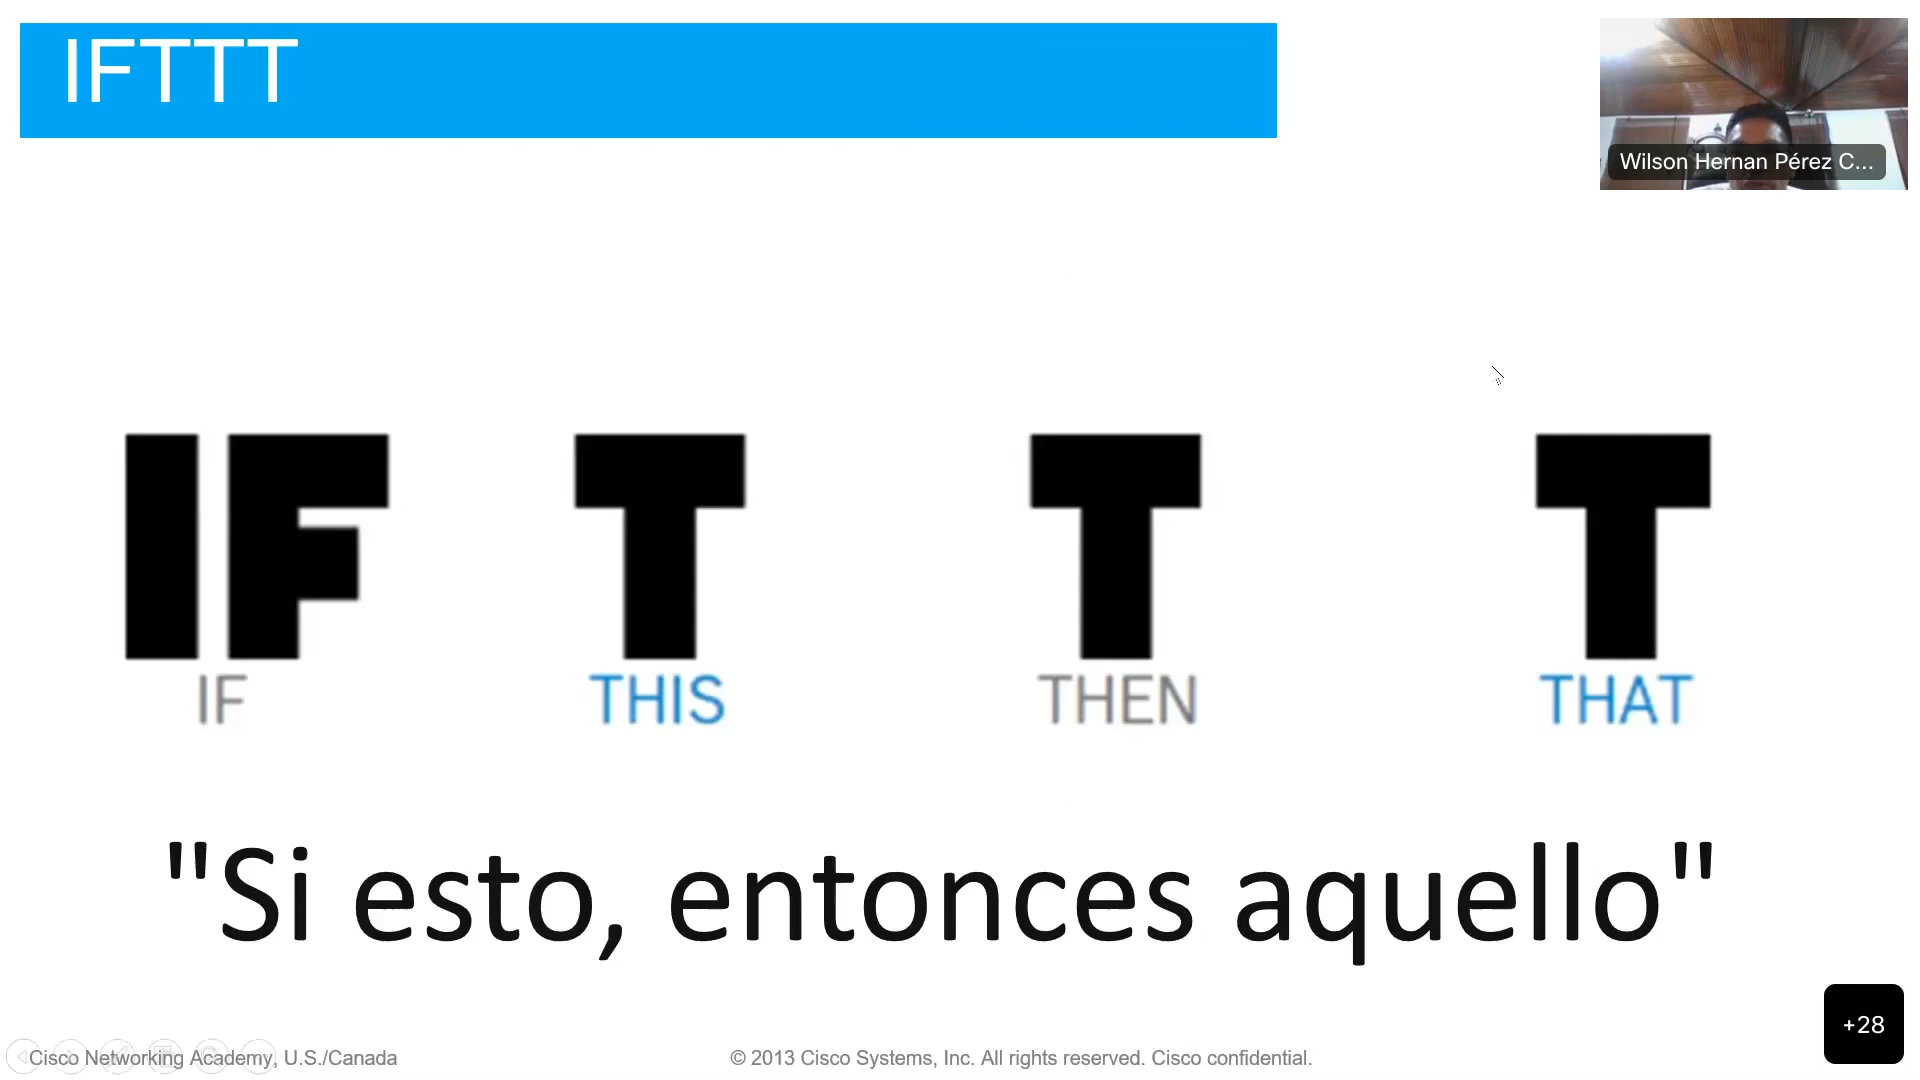 IFTTT
Wilson Hernan Pérez C...
IF T T T
IF THIS THEN THAT
"Si esto, entonces aquello"
+28
Cisco Networking Academy, U.S./Canada
© 2013 Cisco Systems, Inc. All rights reserved. Cisco confidential.